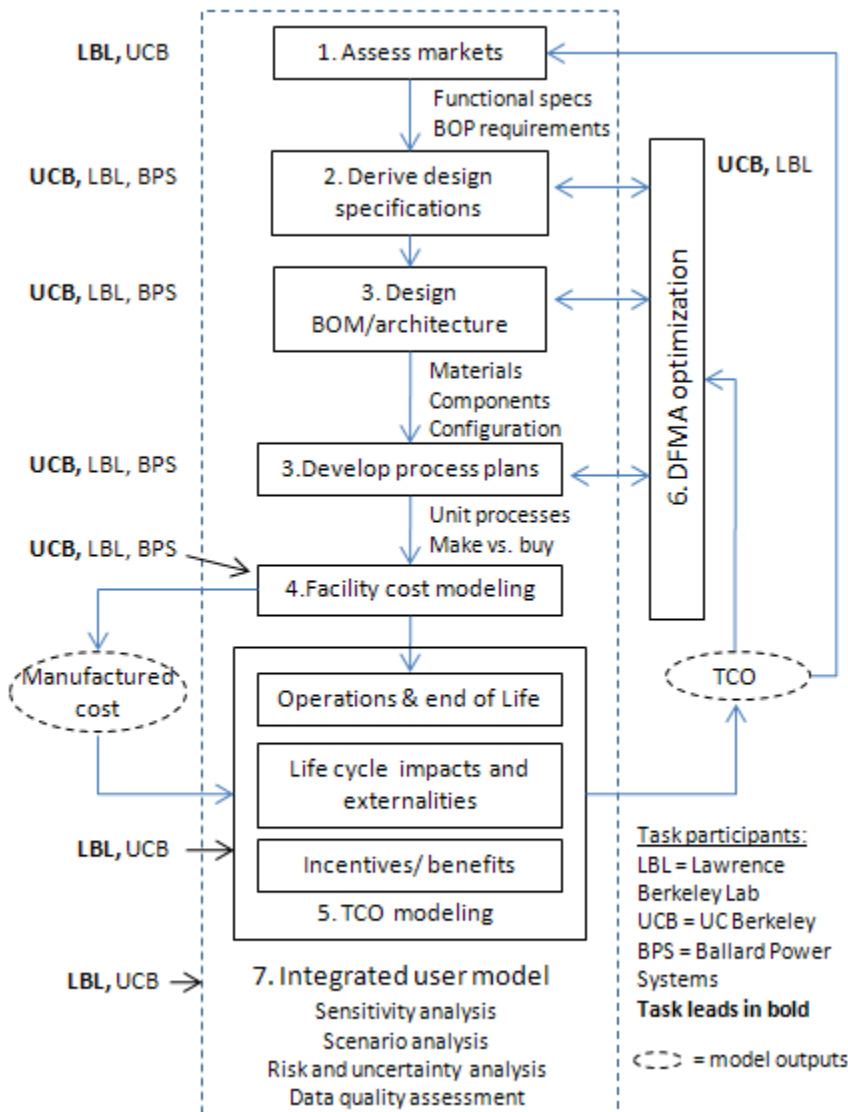 LBL, UCB
1. Assess markets
Functional specs
BOP requirements
UCB, LBL, BPS
2. Derive design
specifications
UCB, LBL
UCB, LBL, BPS
3. Design
BOM/architecture
6. DFMA optimization
Materials
Components
Configuration
UCB, LBL, BPS
3.Develop process plans
Unit processes
Make vs. buy
UCB, LBL, BPS
4.Facility cost modeling
Manufactured
cost
TCO
Operations & end of Life
Life cycle impacts and
externalities
LBL, UCB
Incentives/ benefits
5. TCO modeling
Task participants:
LBL = Lawrence
Berkeley Lab
UCB = UC Berkeley
BPS = Ballard Power
Systems
Task leads in bold
= model outputs
LBL, UCB
7. Integrated user model
Sensitivity analysis
Scenario analysis
Risk and uncertainty analysis
Data quality assessment